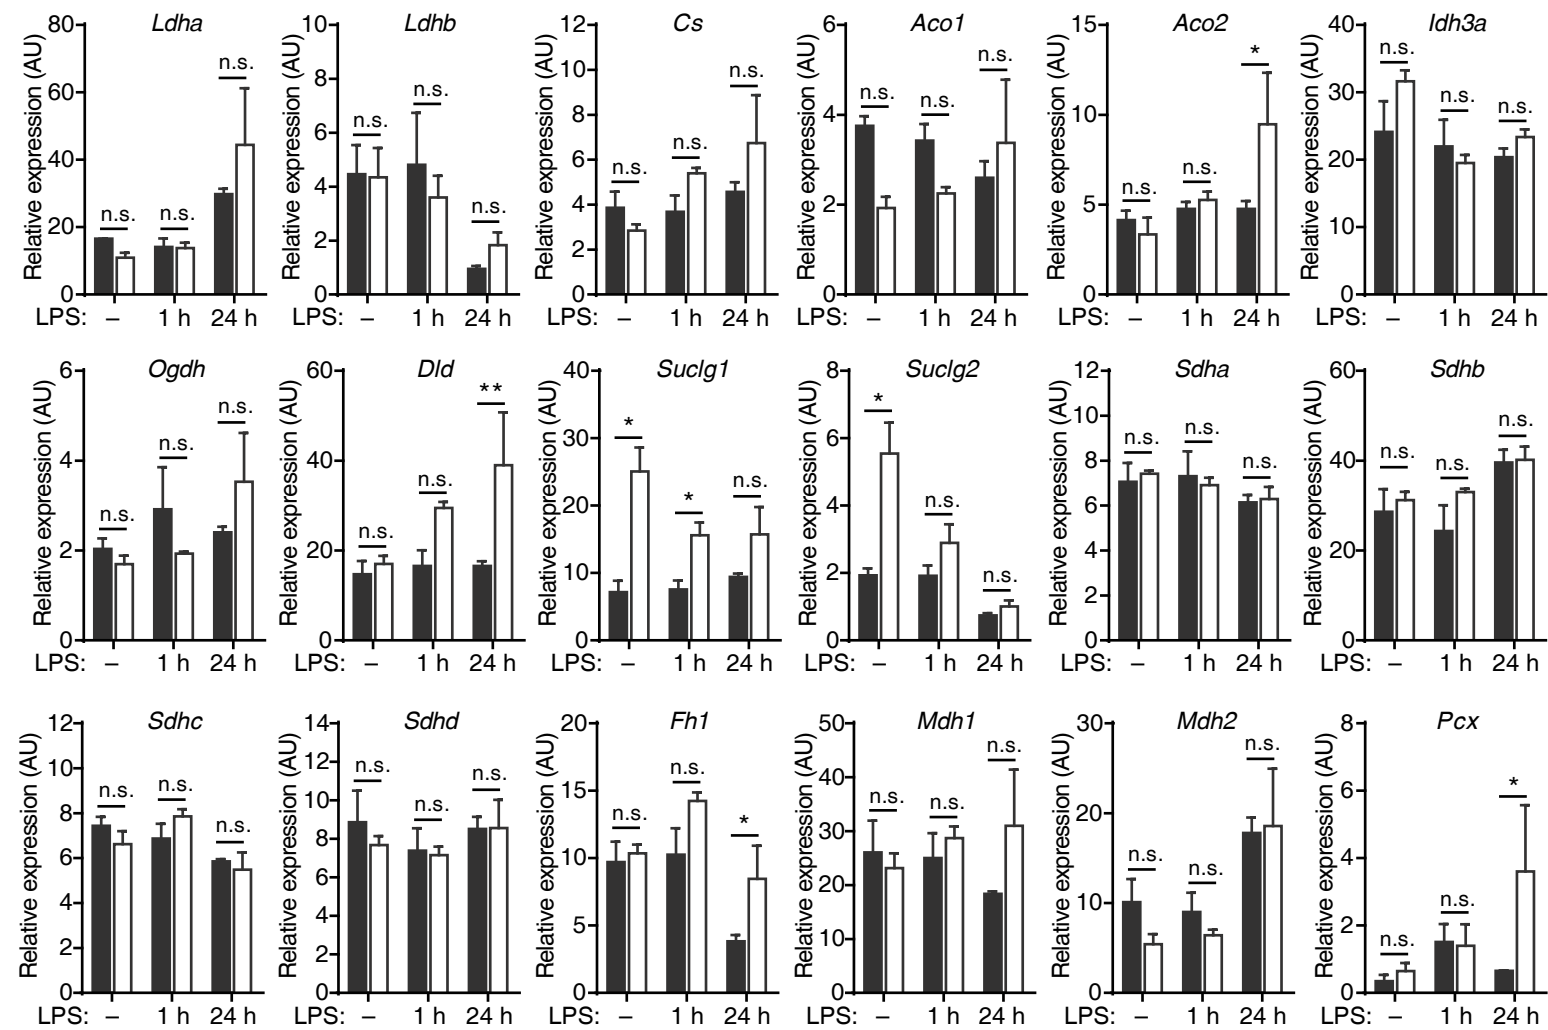 Ldha
Relative expression (AU)
80
60
40
20
0
n.s.
n.s.
n.s.
LPS: – 1 h 24 h
Ldhb
Relative expression (AU)
10
8
6
4
2
0
n.s.
n.s.
n.s.
LPS: – 1 h 24 h
Cs
Relative expression (AU)
12
10
8
6
4
2
0
n.s.
n.s.
n.s.
LPS: – 1 h 24 h
Aco1
Relative expression (AU)
6
4
2
0
n.s.
n.s.
n.s.
LPS: – 1 h 24 h
Aco2
Relative expression (AU)
15
10
5
0
n.s.
n.s.
*
LPS: – 1 h 24 h
Idh3a
Relative expression (AU)
40
30
20
10
0
n.s.
n.s.
n.s.
LPS: – 1 h 24 h
Ogdh
Relative expression (AU)
6
4
2
0
n.s.
n.s.
n.s.
LPS: – 1 h 24 h
Dld
Relative expression (AU)
60
40
20
0
n.s.
n.s.
**
LPS: – 1 h 24 h
Suclg1
Relative expression (AU)
40
30
20
10
0
*
*
n.s.
LPS: – 1 h 24 h
Suclg2
Relative expression (AU)
8
6
4
2
0
*
n.s.
n.s.
LPS: – 1 h 24 h
Sdha
Relative expression (AU)
12
10
8
6
4
2
0
n.s.
n.s.
n.s.
LPS: – 1 h 24 h
Sdhb
Relative expression (AU)
60
40
20
0
n.s.
n.s.
n.s.
LPS: – 1 h 24 h
Sdhc
Relative expression (AU)
12
10
8
6
4
2
0
n.s.
n.s.
n.s.
LPS: – 1 h 24 h
Sdhd
Relative expression (AU)
14
12
10
8
6
4
2
0
n.s.
n.s.
n.s.
LPS: – 1 h 24 h
Fh1
Relative expression (AU)
20
15
10
5
0
n.s.
n.s.
*
LPS: – 1 h 24 h
Mdh1
Relative expression (AU)
50
40
30
20
10
0
n.s.
n.s.
n.s.
LPS: – 1 h 24 h
Mdh2
Relative expression (AU)
30
20
10
0
n.s.
n.s.
n.s.
LPS: – 1 h 24 h
Pcx
Relative expression (AU)
8
6
4
2
0
n.s.
n.s.
*
LPS: – 1 h 24 h